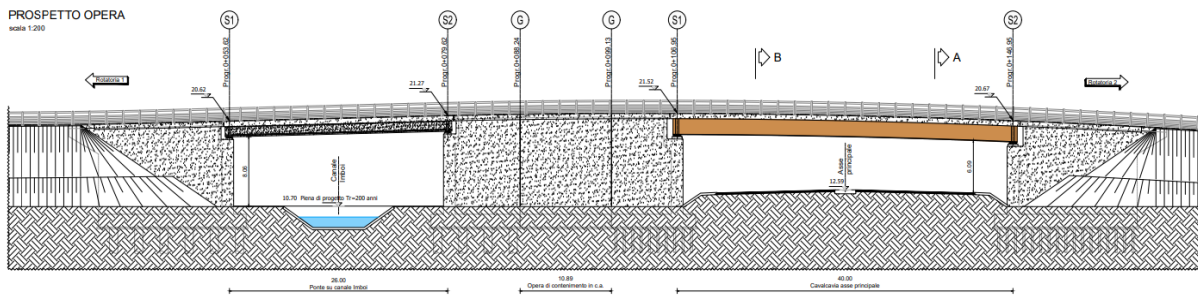 PROSPETTO OPERA
scala 1:200
S1
S2
G
G
S1
S2
Progr.0+053.62
Progr.0+079.62
Progr.0+088.24
Progr.0+099.13
Progr.0+106.95
Progr.0+146.95
B
A
Rotatoria 1
Rotatoria 2
20.62
21.27
21.52
20.67
8.08
Canale
Imboi
10.70 Piena di progetto Tr=200 anni
Asse
principale
12.59
6.09
26.00
Ponte su canale Imboi
10.89
Opera di contenimento in c.a.
40.00
Cavalcavia asse principale